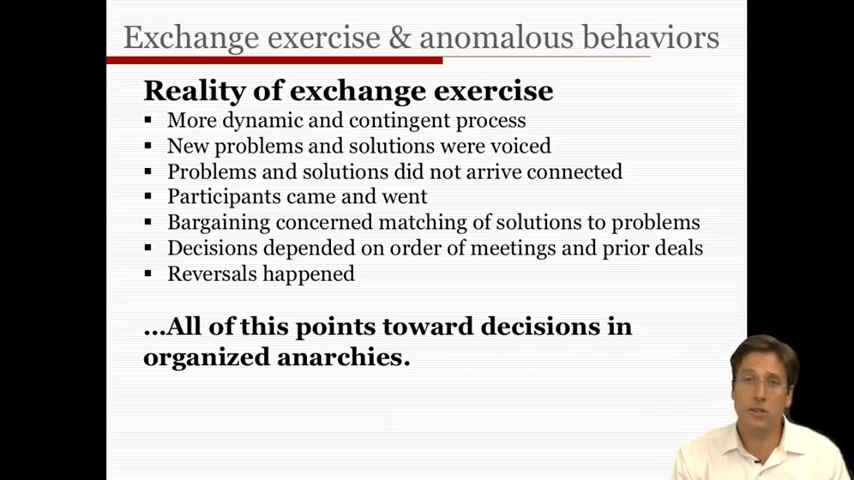 Exchange exercise & anomalous behaviors
Reality of exchange exercise
▪ More dynamic and contingent process
▪ New problems and solutions were voiced
▪ Problems and solutions did not arrive connected
▪ Participants came and went
▪ Bargaining concerned matching of solutions to problems
▪ Decisions depended on order of meetings and prior deals
▪ Reversals happened
...All of this points toward decisions in
organized anarchies.